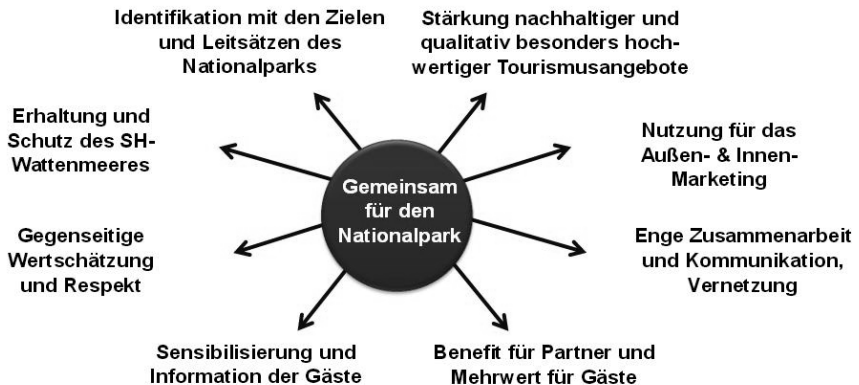 Identifikation mit den Zielen
und Leitsätzen des
Nationalparks
Stärkung nachhaltiger und
qualitativ besonders hoch-
wertiger Tourismusangebote
Erhaltung und
Schutz des SH-
Wattenmeeres
Nutzung für das
Außen- & Innen-
Marketing
Gemeinsam
für den
Nationalpark
Gegenseitige
Wertschätzung
und Respekt
Enge Zusammenarbeit
und Kommunikation,
Vernetzung
Sensibilisierung und
Information der Gäste
Benefit für Partner und
Mehrwert für Gäste